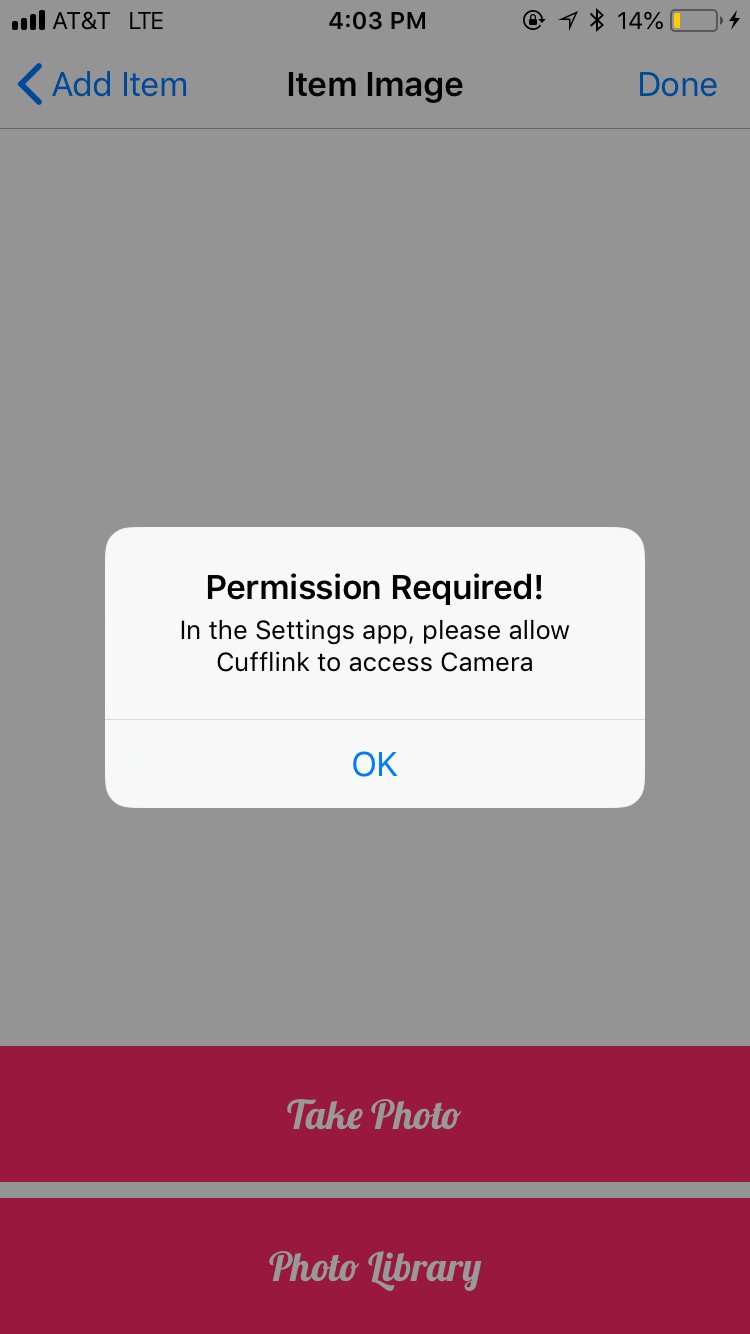 AT&T LTE 4:03 PM 14%
Add Item Item Image Done
Permission Required!
In the Settings app, please allow
Cufflink to access Camera
OK
Take Photo
Photo Library